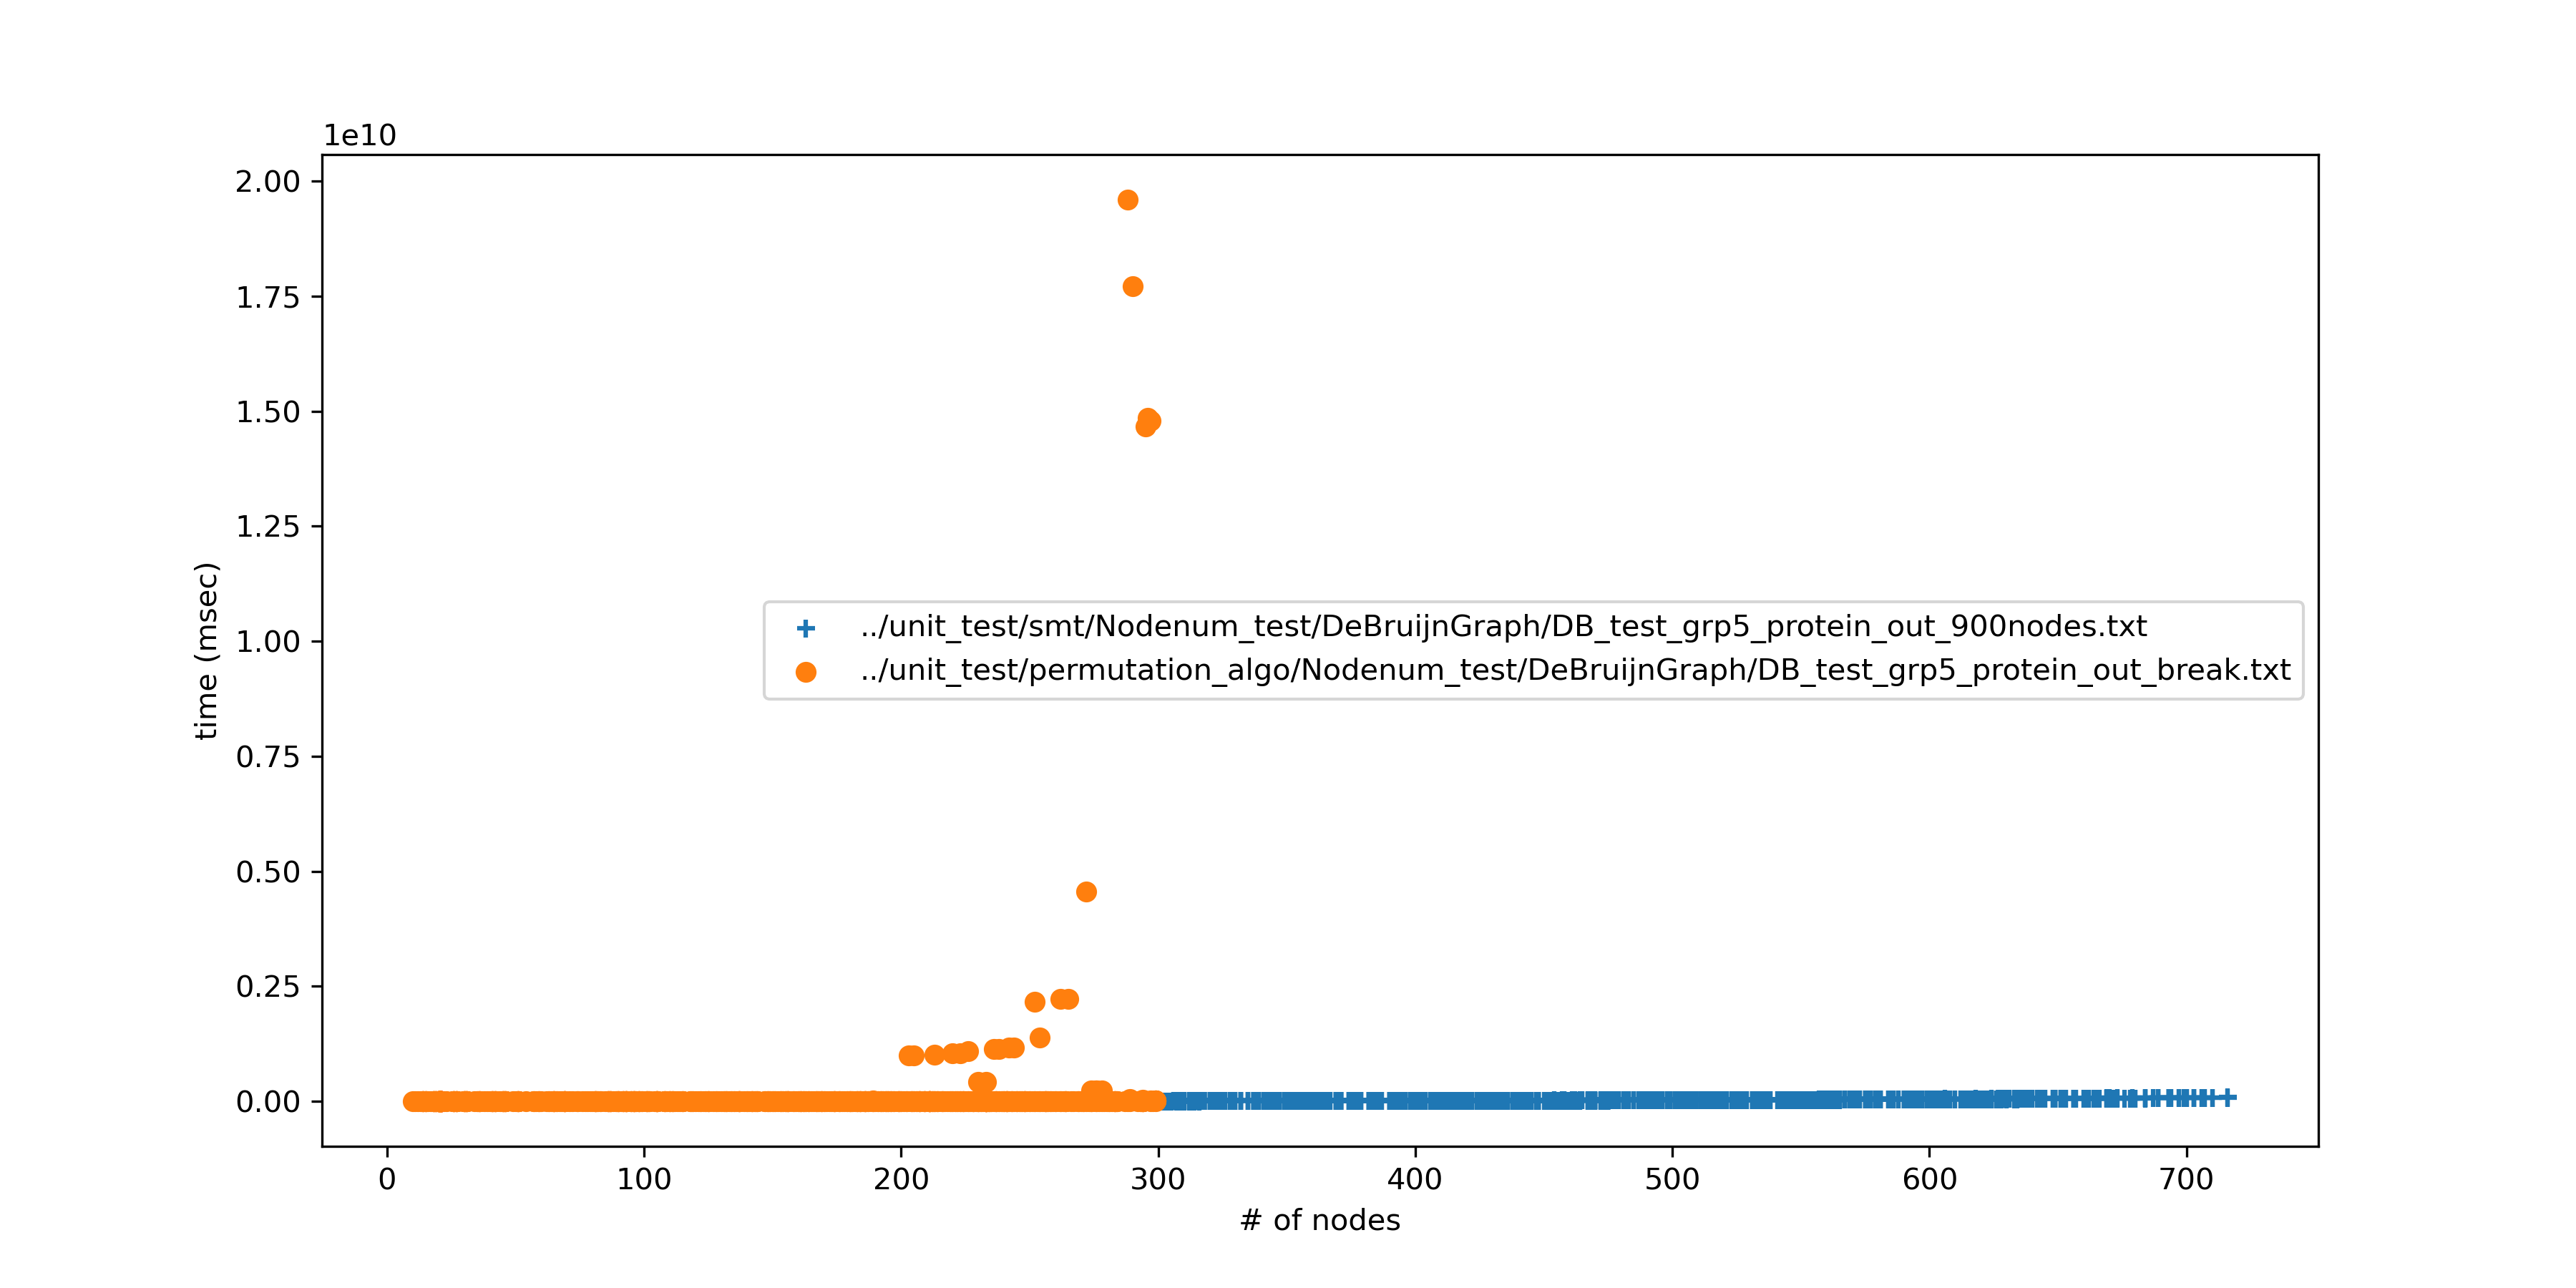 1e10
2.00
1.75
1.50
1.25
1.00
0.75
0.50
0.25
0.00
time (msec)
../unit_test/smt/Nodenum_test/DeBruijnGraph/DB_test_grp5_protein_out_900nodes.txt
../unit_test/permutation_algo/Nodenum_test/DeBruijnGraph/DB_test_grp5_protein_out_break.txt
0 100 200 300 400 500 600 700
# of nodes